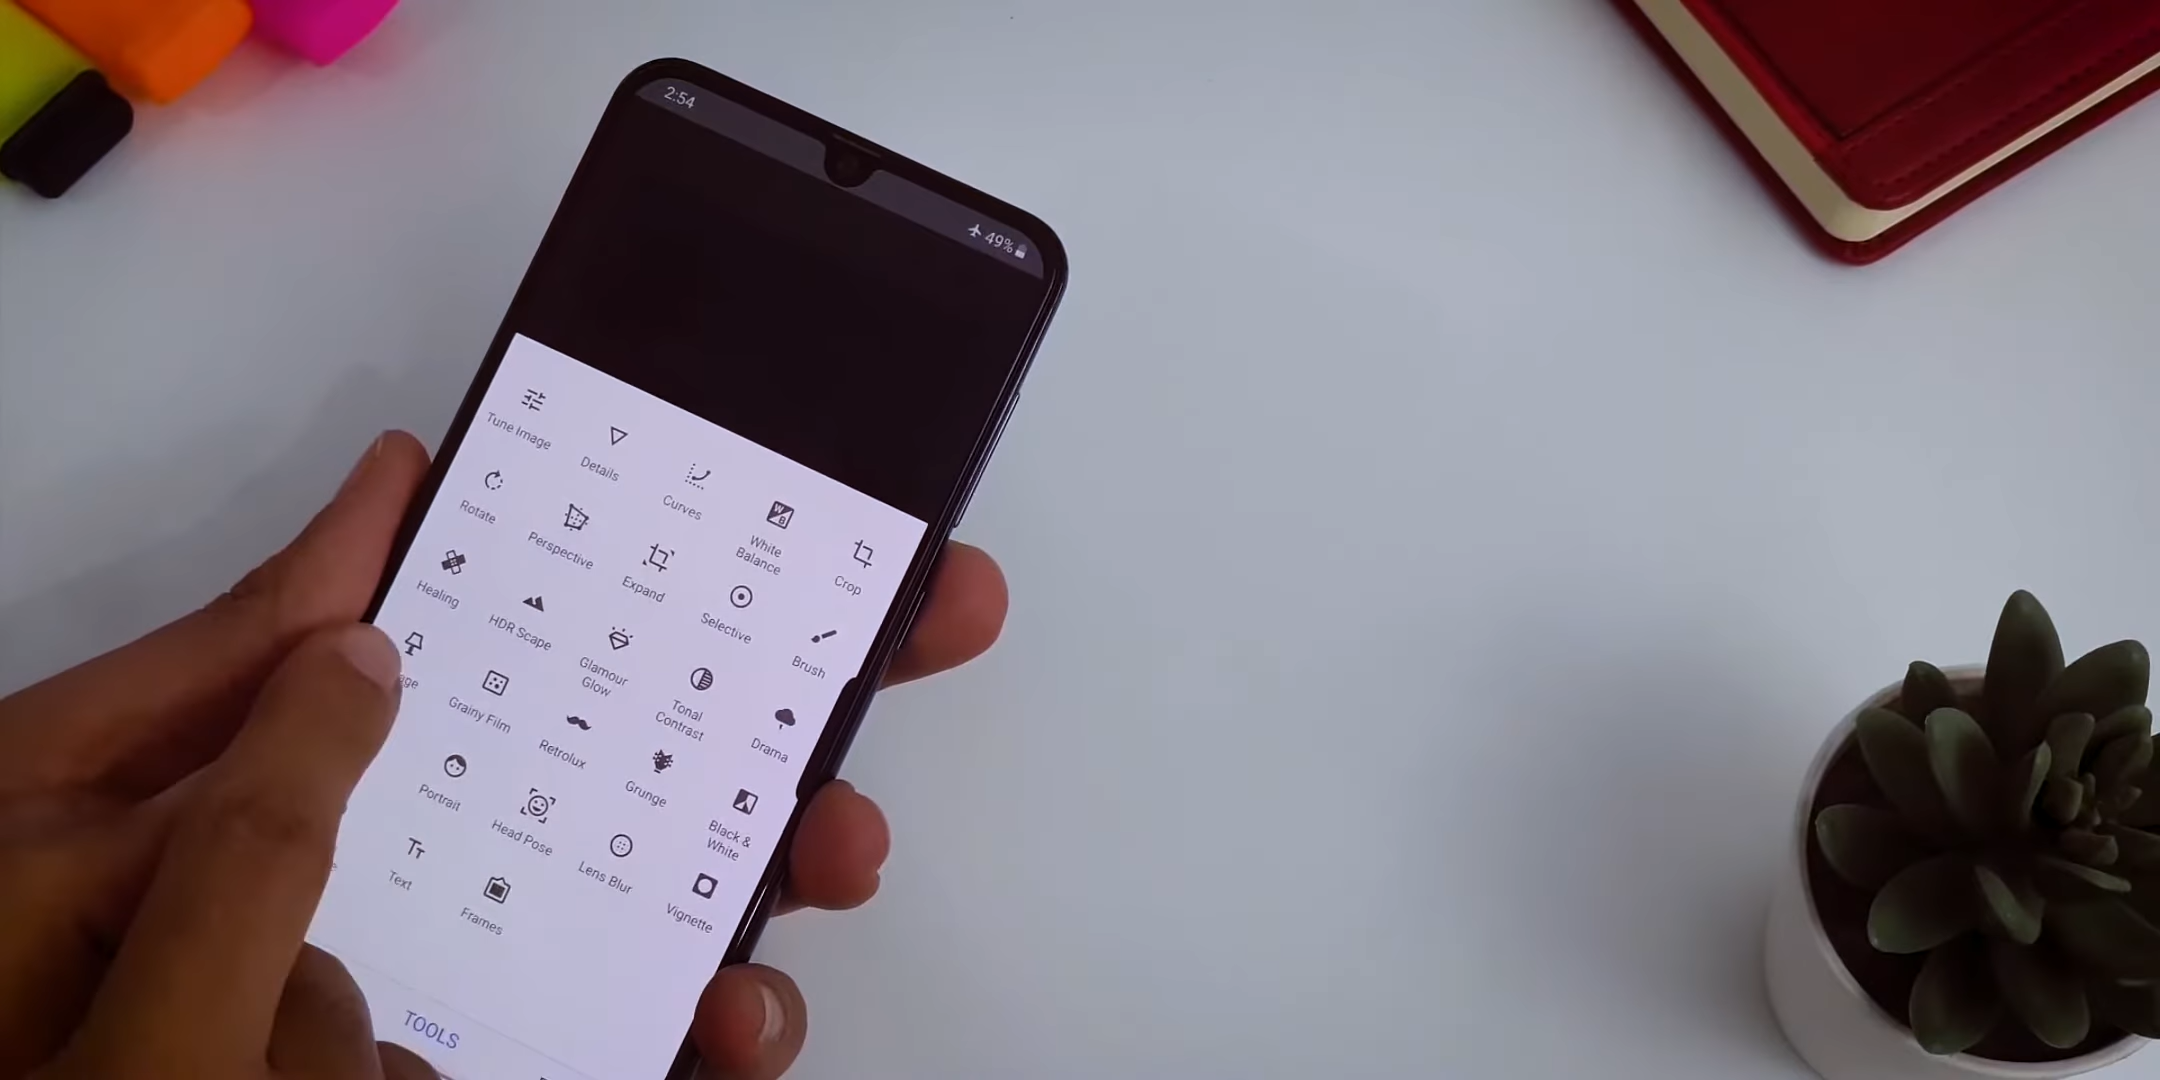 2:54
49%
Tune Image
Details
Curves
White
Balance
Crop
Rotate
Perspective
Expand
Selective
Brush
Healing
HDR Scape
Glamour
Glow
Tonal
Contrast
Drama
Grainy Film
Retrolux
Grunge
Black &
White
Portrait
Head Pose
Lens Blur
Vignette
Text
Frames
TOOLS